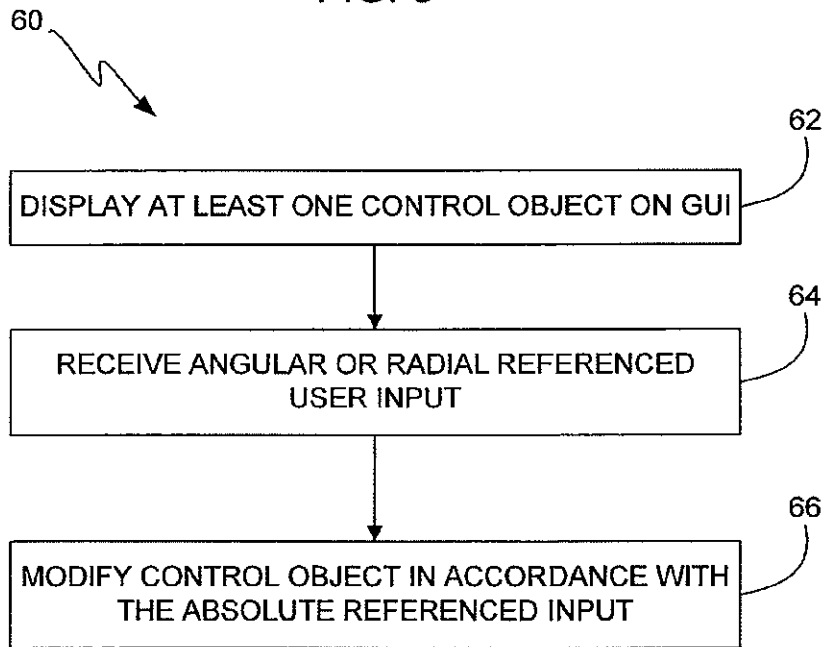 60
62
DISPLAY AT LEAST ONE CONTROL OBJECT ON GUI
64
RECEIVE ANGULAR OR RADIAL REFERENCED
USER INPUT
66
MODIFY CONTROL OBJECT IN ACCORDANCE WITH
THE ABSOLUTE REFERENCED INPUT